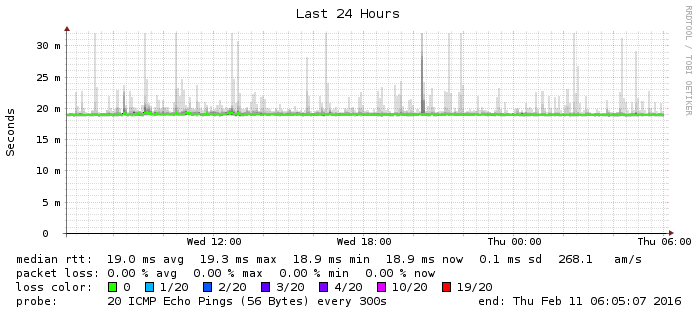 Last 24 Hours
RRDTOOL / TOBI OETIKER
Seconds
30 m
25 m
20 m
15 m
10 m
5 m
0
Wed 12:00 Wed 18:00 Thu 00:00 Thu 06:00
median rtt: 19.0 ms avg 19.3 ms max 18.9 ms min 18.9 ms now 0.1 ms sd 268.1 am/s
packet loss: 0.00 % avg 0.00 % max 0.00 % min 0.00 % now
loss color: 0 1/20 2/20 3/20 4/20 10/20 19/20
probe: 20 ICMP Echo Pings (56 Bytes) every 300s end: Thu Feb 11 06:05:07 2016